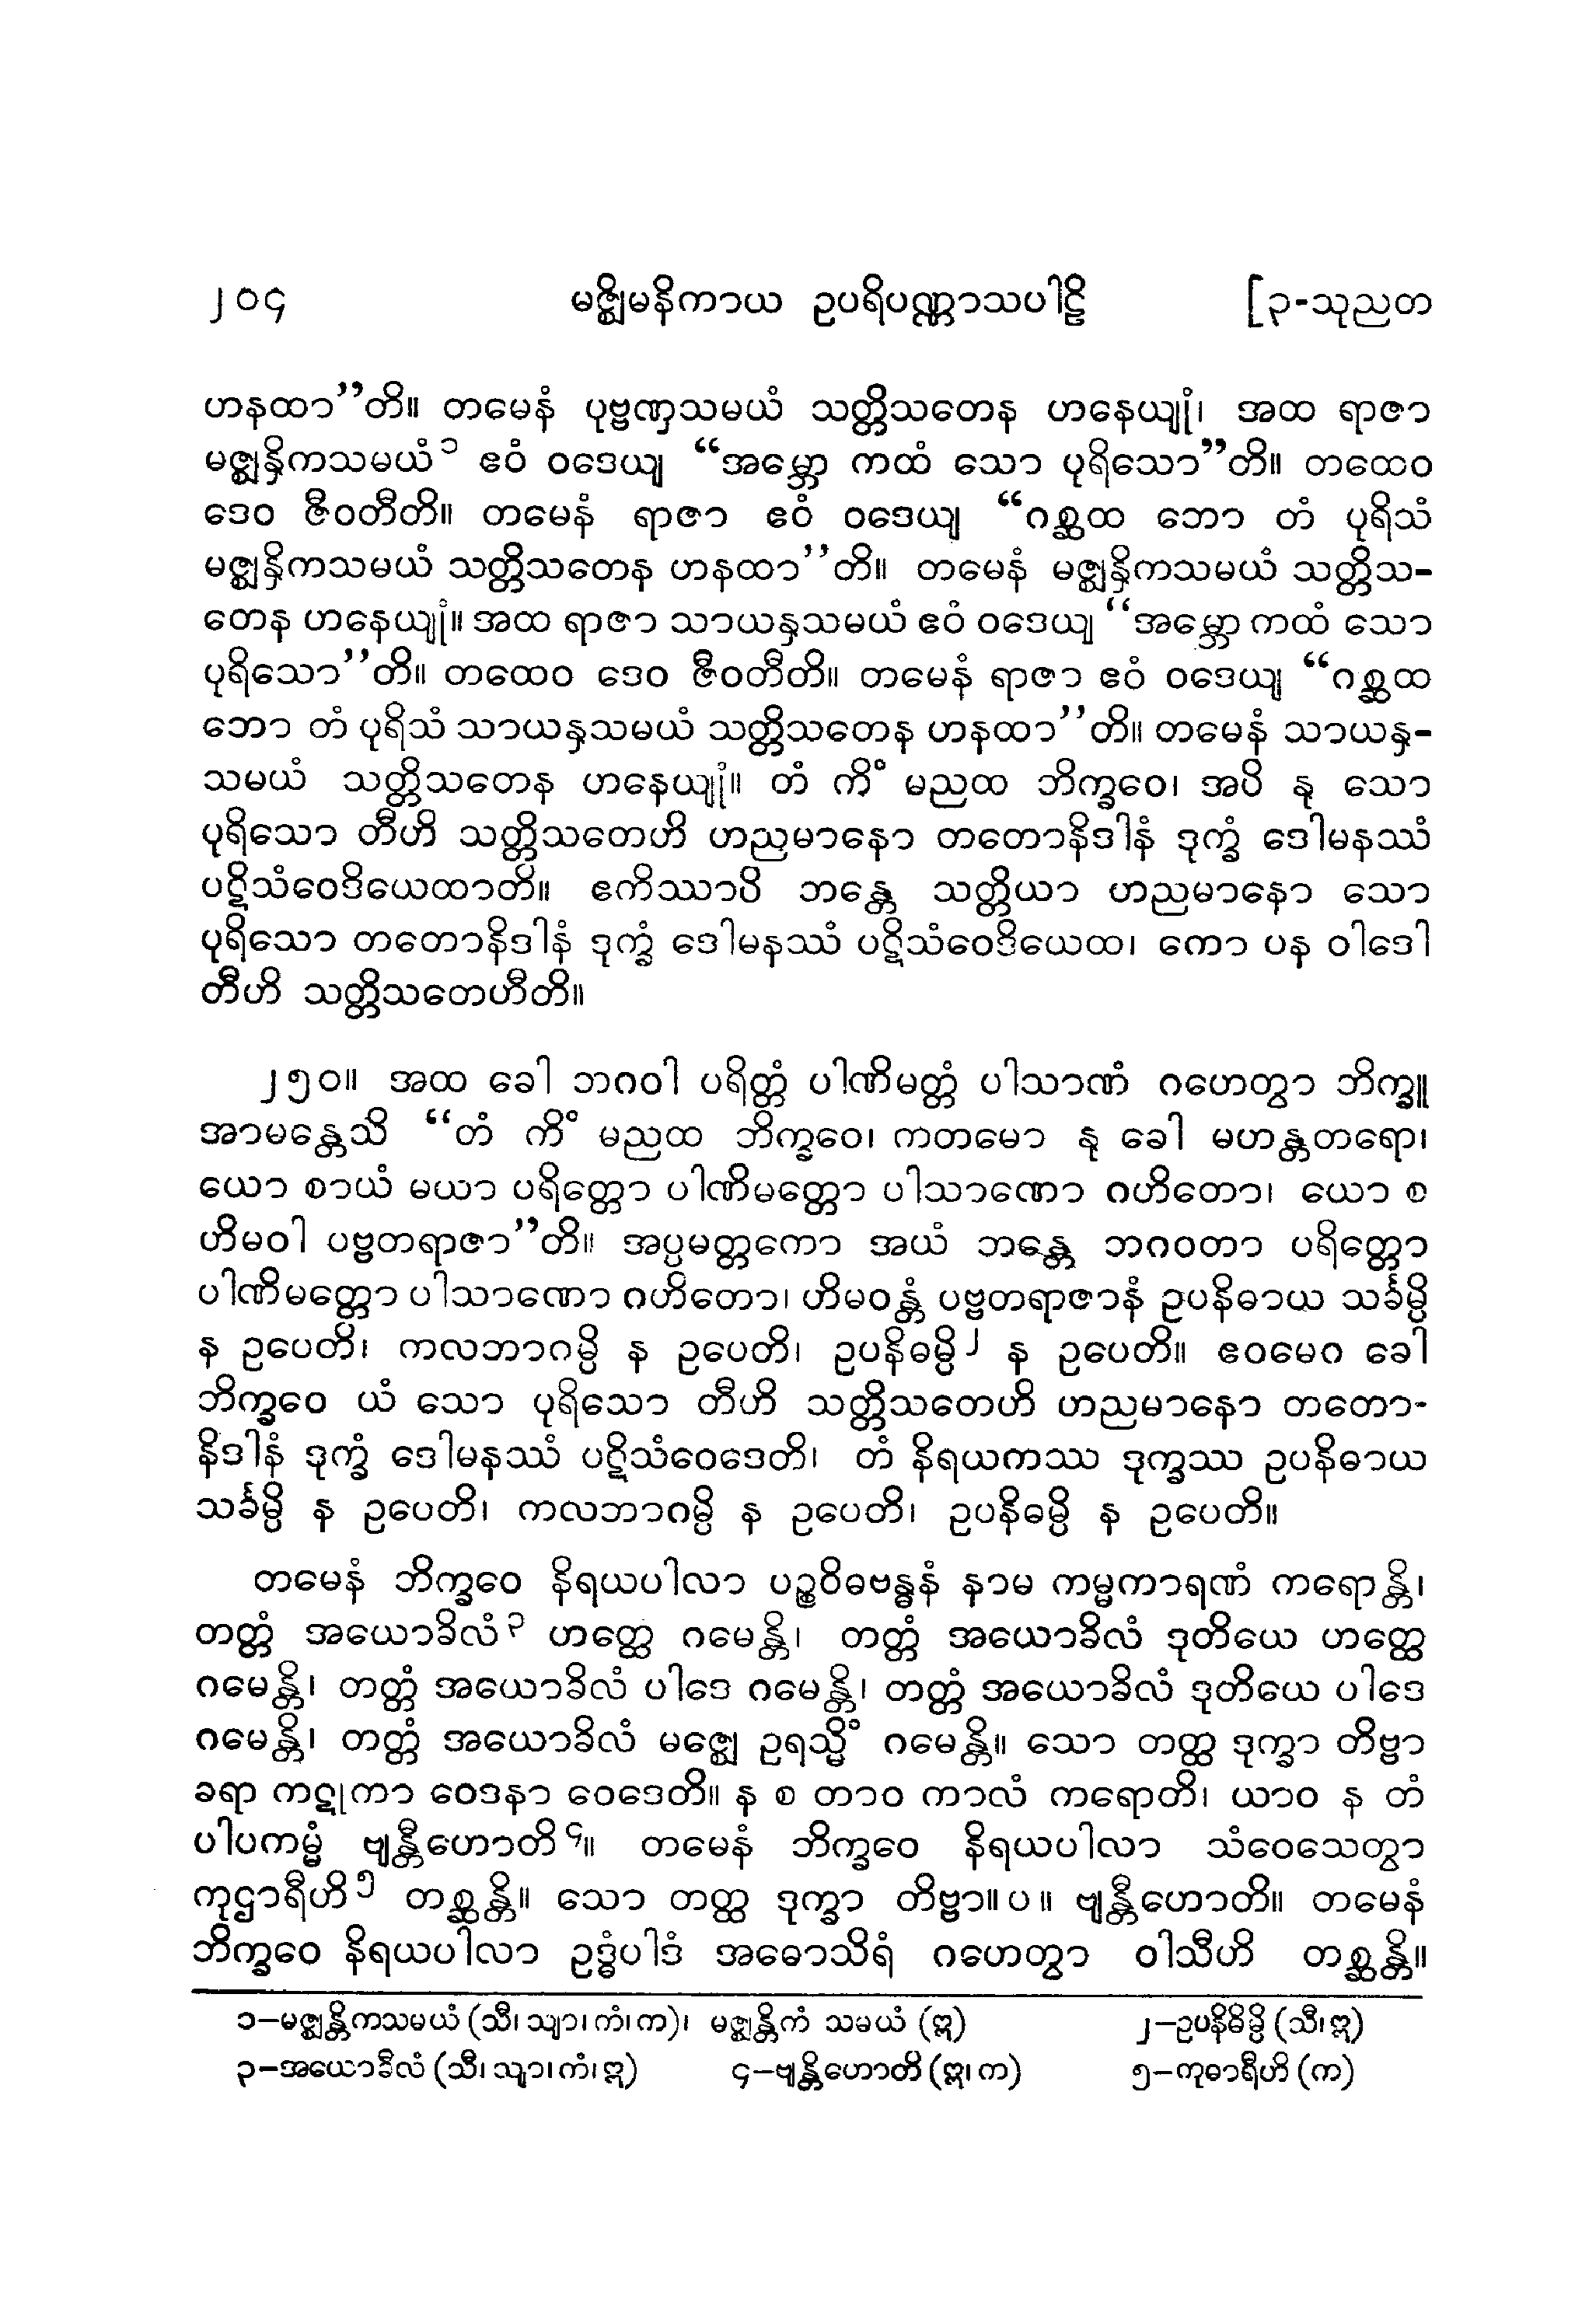 ၂၀၄ မဇ္ဈိမနိကာယ ဥပရိပဏ္ဏာသပါဠိ [၃-သုညတ
ဟနထာ”တိ။ တမေနံ ပုဗ္ဗဏှသမယံ သတ္တိသတေန ဟနေယျုံ၊ အထ ရာဇာ
မဇ္ဈနှိကသမယံ၁ ဧဝံ ဝဒေယျ “အမ္ဘော ကထံ သော ပုရိသော”တိ။ တထေဝ
ဒေဝ ဇီဝတီတိ။ တမေနံ ရာဇာ ဧဝံ ဝဒေယျ “ဂစ္ဆထ ဘော တံ ပုရိသံ
မဇ္ဈနှိကသမယံ သတ္တိသတေန ဟနထာ”တိ။ တမေနံ မဇ္ဈနှိကသမယံ သတ္တိသ-
တေန ဟနေယျုံ။ အထ ရာဇာ သာယနှသမယံ ဧဝံ ဝဒေယျ “အမ္ဘော ကထံ သော
ပုရိသော”တိ။ တထေဝ ဒေဝ ဇီဝတီတိ။ တမေနံ ရာဇာ ဧဝံ ဝဒေယျ “ဂစ္ဆထ
ဘော တံ ပုရိသံ သာယနှသမယံ သတ္တိသတေန ဟနထာ”တိ။ တမေနံ သာယနှ-
သမယံ သတ္တိသတေန ဟနေယျုံ။ တံ ကိံ မညထ ဘိက္ခဝေ၊ အပိ နု သော
ပုရိသော တီဟိ သတ္တိသတေဟိ ဟညမာနော တတောနိဒါနံ ဒုက္ခံ ဒေါမနဿံ
ပဋိသံဝေဒိယေထာတိ။ ဧကိဿာပိ ဘန္တေ သတ္တိယာ ဟညမာနော သော
ပုရိသော တတောနိဒါနံ ဒုက္ခံ ဒေါမနဿံ ပဋိသံဝေဒိယေထ၊ ကော ပန ဝါဒေါ
တီဟိ သတ္တိသတေဟီတိ။
၂၅၀။ အထ ခေါ ဘဂဝါ ပရိတ္တံ ပါဏိမတ္တံ ပါသာဏံ ဂဟေတွာ ဘိက္ခူ
အာမန္တေသိ “တံ ကိံ မညထ ဘိက္ခဝေ၊ ကတမော နု ခေါ မဟန္တတရော၊
ယော စာယံ မယာ ပရိတ္တော ပါဏိမတ္တော ပါသာဏော ဂဟိတော၊ ယော စ
ဟိမဝါ ပဗ္ဗတရာဇာ”တိ။ အပ္ပမတ္တကော အယံ ဘန္တေ ဘဂဝတာ ပရိတ္တော
ပါဏိမတ္တော ပါသာဏော ဂဟိတော၊ ဟိမဝန္တံ ပဗ္ဗတရာဇာနံ ဥပနိဓာယ သင်္ခမ္ပိ
န ဥပေတိ၊ ကလဘာဂမ္ပိ န ဥပေတိ၊ ဥပနိဓမ္ပိ၂ န ဥပေတိ။ ဧဝမေဂ ခေါ
ဘိက္ခဝေ ယံ သော ပုရိသော တီဟိ သတ္တိသတေဟိ ဟညမာနော တတော-
နိဒါနံ ဒုက္ခံ ဒေါမနဿံ ပဋိသံဝေဒေတိ၊ တံ နိရယကဿ ဒုက္ခဿ ဥပနိဓာယ
သင်္ခမ္ပိ န ဥပေတိ၊ ကလဘာဂမ္ပိ န ဥပေတိ၊ ဥပနိဓမ္ပိ န ဥပေတိ။
တမေနံ ဘိက္ခဝေ နိရယပါလာ ပဉ္စဝိဓဗန္ဓနံ နာမ ကမ္မကာရဏံ ကရောန္တိ၊
တတ္တံ အယောခိလံ၃ ဟတ္ထေ ဂမေန္တိ၊ တတ္တံ အယောခိလံ ဒုတိယေ ဟတ္ထေ
ဂမေန္တိ၊ တတ္တံ အယောခိလံ ပါဒေ ဂမေန္တိ၊ တတ္တံ အယောခိလံ ဒုတိယေ ပါဒေ
ဂမေန္တိ၊ တတ္တံ အယောခိလံ မဇ္ဈေ ဥရသ္မိံ ဂမေန္တိ။ သော တတ္ထ ဒုက္ခာ တိဗ္ဗာ
ခရာ ကဋုကာ ဝေဒနာ ဝေဒေတိ။ န စ တာဝ ကာလံ ကရောတိ၊ ယာဝ န တံ
ပါပကမ္မံ ဗျန္တီဟောတိ၄။ တမေနံ ဘိက္ခဝေ နိရယပါလာ သံဝေသေတွာ
ကုဌာရီဟိ၅ တစ္ဆန္တိ။ သော တတ္ထ ဒုက္ခာ တိဗ္ဗာ။ပ။ ဗျန္တီဟောတိ။ တမေနံ
ဘိက္ခဝေ နိရယပါလာ ဥဒ္ဓံပါဒံ အဓောသိရံ ဂဟေတွာ ဝါသီဟိ တစ္ဆန္တိ။
၁–မဇ္ဈန္တိကသမယံ (သီ၊ သျာ၊ ကံ၊ က)၊ မဇ္ဈန္တိကံ သမယံ (ဣ) ၂–ဥပနိဓိမ္ပိ (သီ၊ ဣ)
၃–အယောခီလံ (သီ၊ သျာ၊ ကံ၊ ဣ) ၄–ဗျန္တိဟောတိ (ဣ၊ က) ၅–ကုဓာရီဟိ (က)